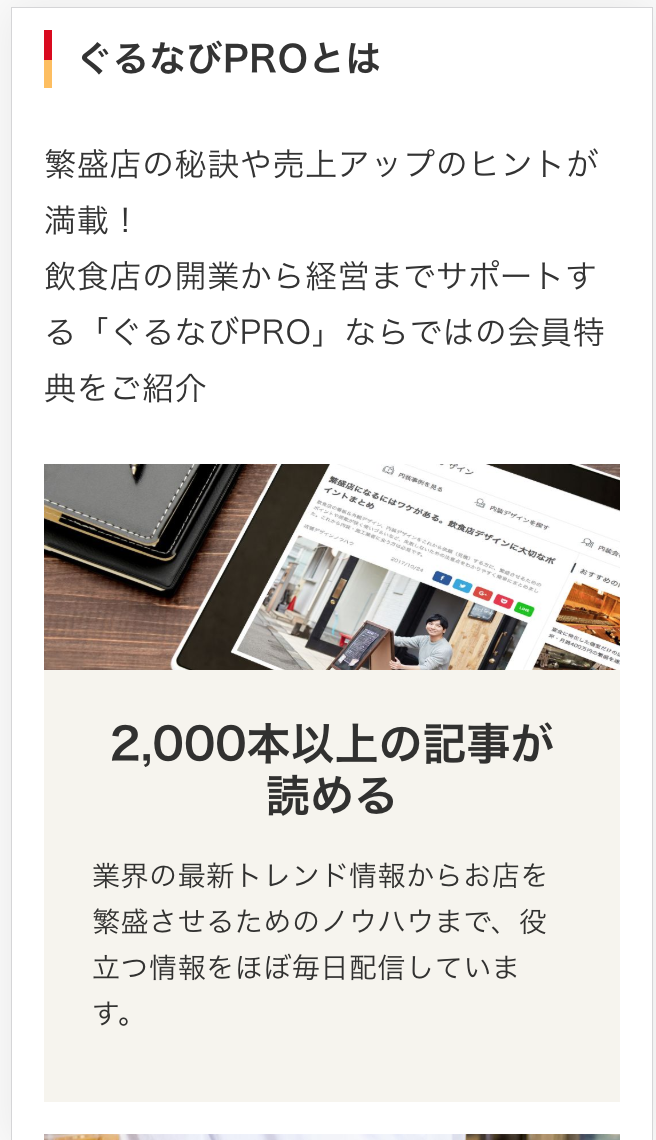 ぐるなびPROとは
繁盛店の秘訣や売上アップのヒントが
満載！
飲食店の開業から経営までサポートす
る「ぐるなびPRO」ならではの会員特
典をご紹介
内装事例を見る
内装デザインを探す
繁盛店になるにはワケがある。飲食店デザインに大切なポ
イントまとめ
2017/10/24
LINE
おすすめの
2,000本以上の記事が
読める
業界の最新トレンド情報からお店を
繁盛させるためのノウハウまで、役
立つ情報をほぼ毎日配信していま
す。